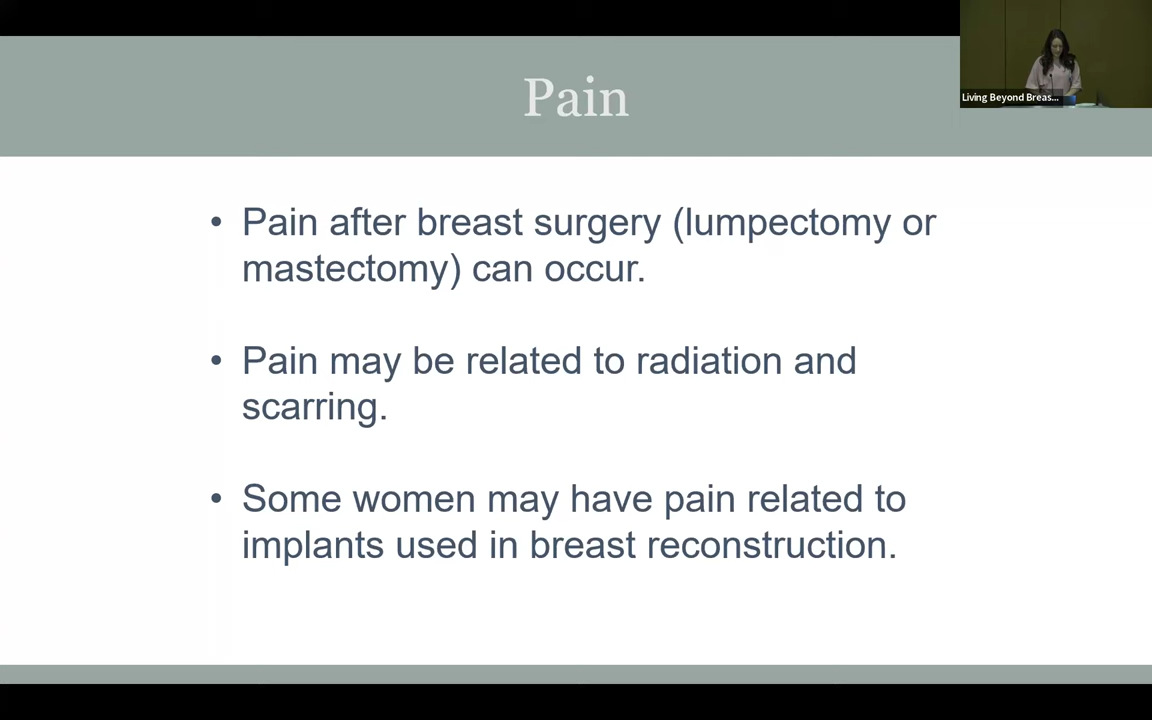 Pain
Living Beyond Breas...
• Pain after breast surgery (lumpectomy or
mastectomy) can occur.
• Pain may be related to radiation and
scarring.
• Some women may have pain related to
implants used in breast reconstruction.